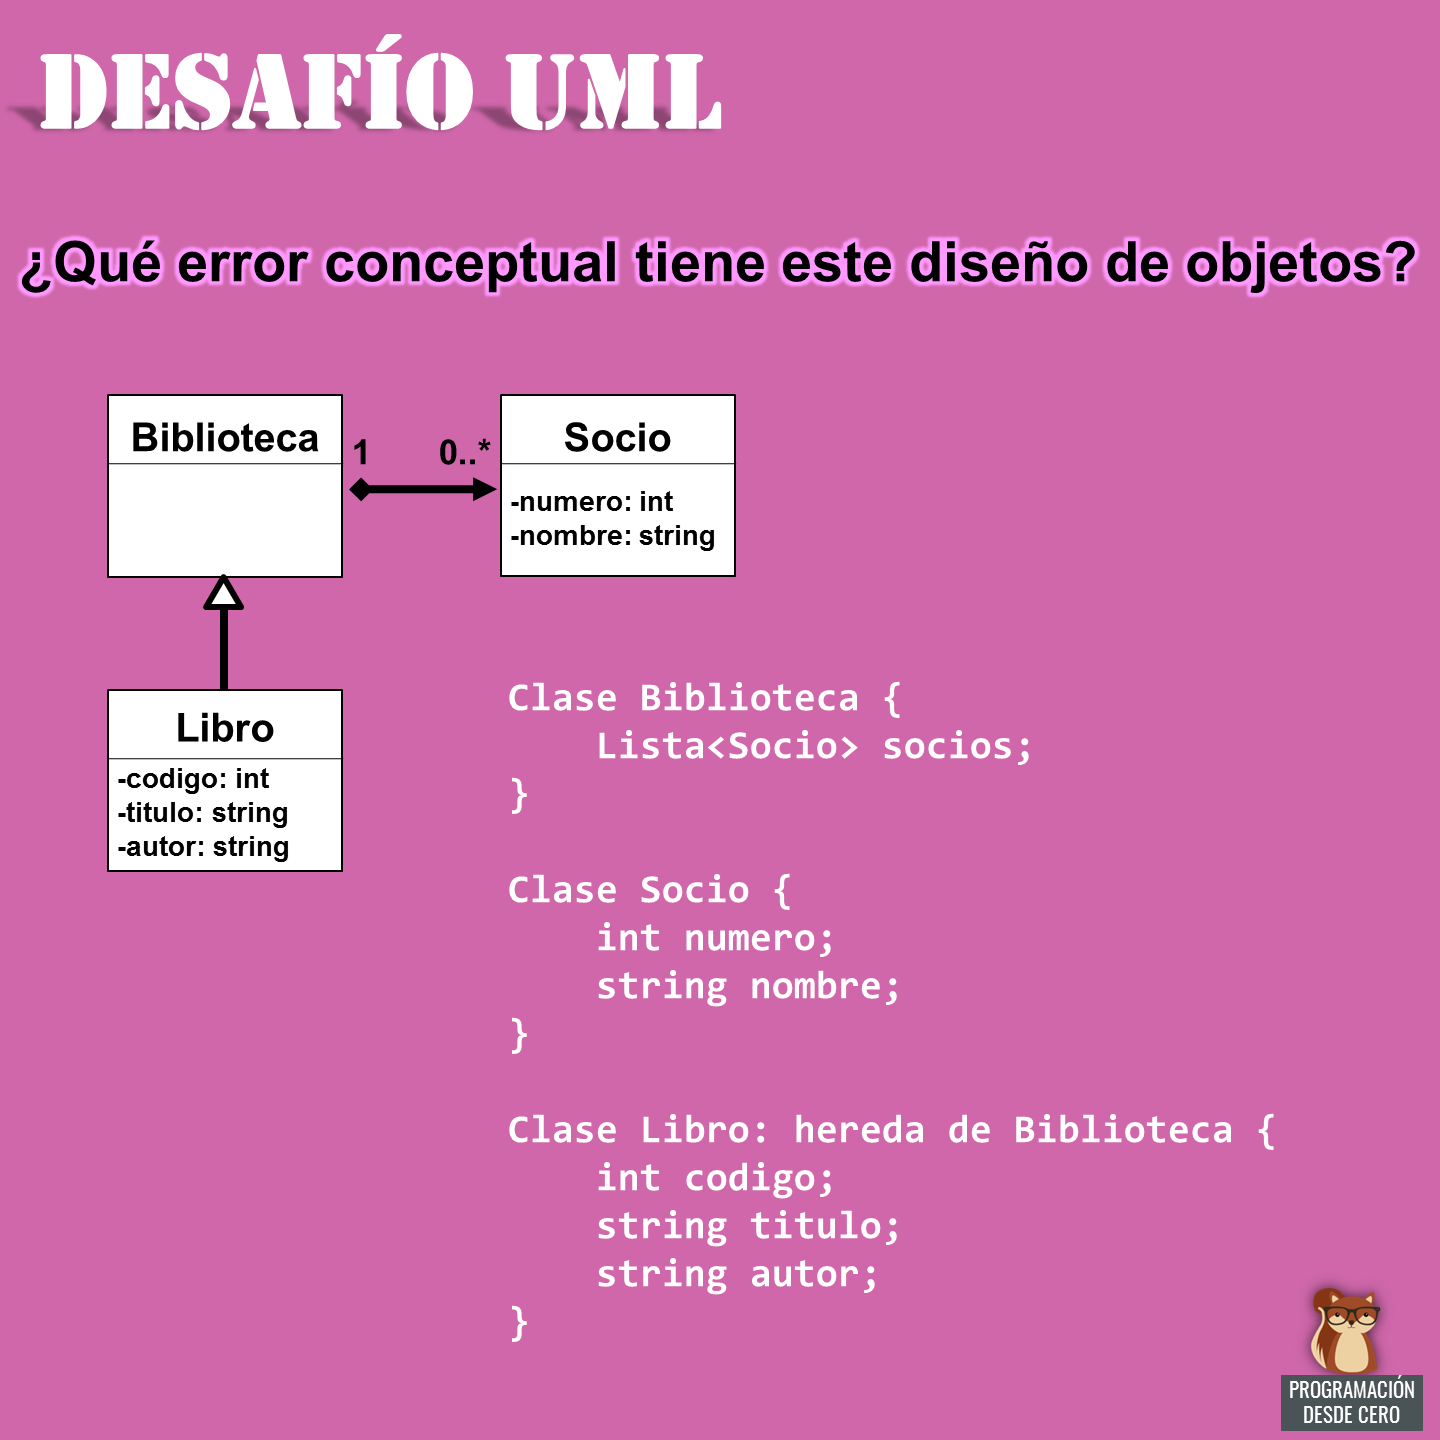 DESAFÍO UML
¿Qué error conceptual tiene este diseño de objetos?
Biblioteca
1
0..*
Socio
-numero: int
-nombre: string
Libro
-codigo: int
-titulo: string
-autor: string
Clase Biblioteca {
    Lista<Socio> socios;
}
Clase Socio {
    int numero;
    string nombre;
}
Clase Libro: hereda de Biblioteca {
    int codigo;
    string titulo;
    string autor;
}
PROGRAMACIÓN
DESDE CERO